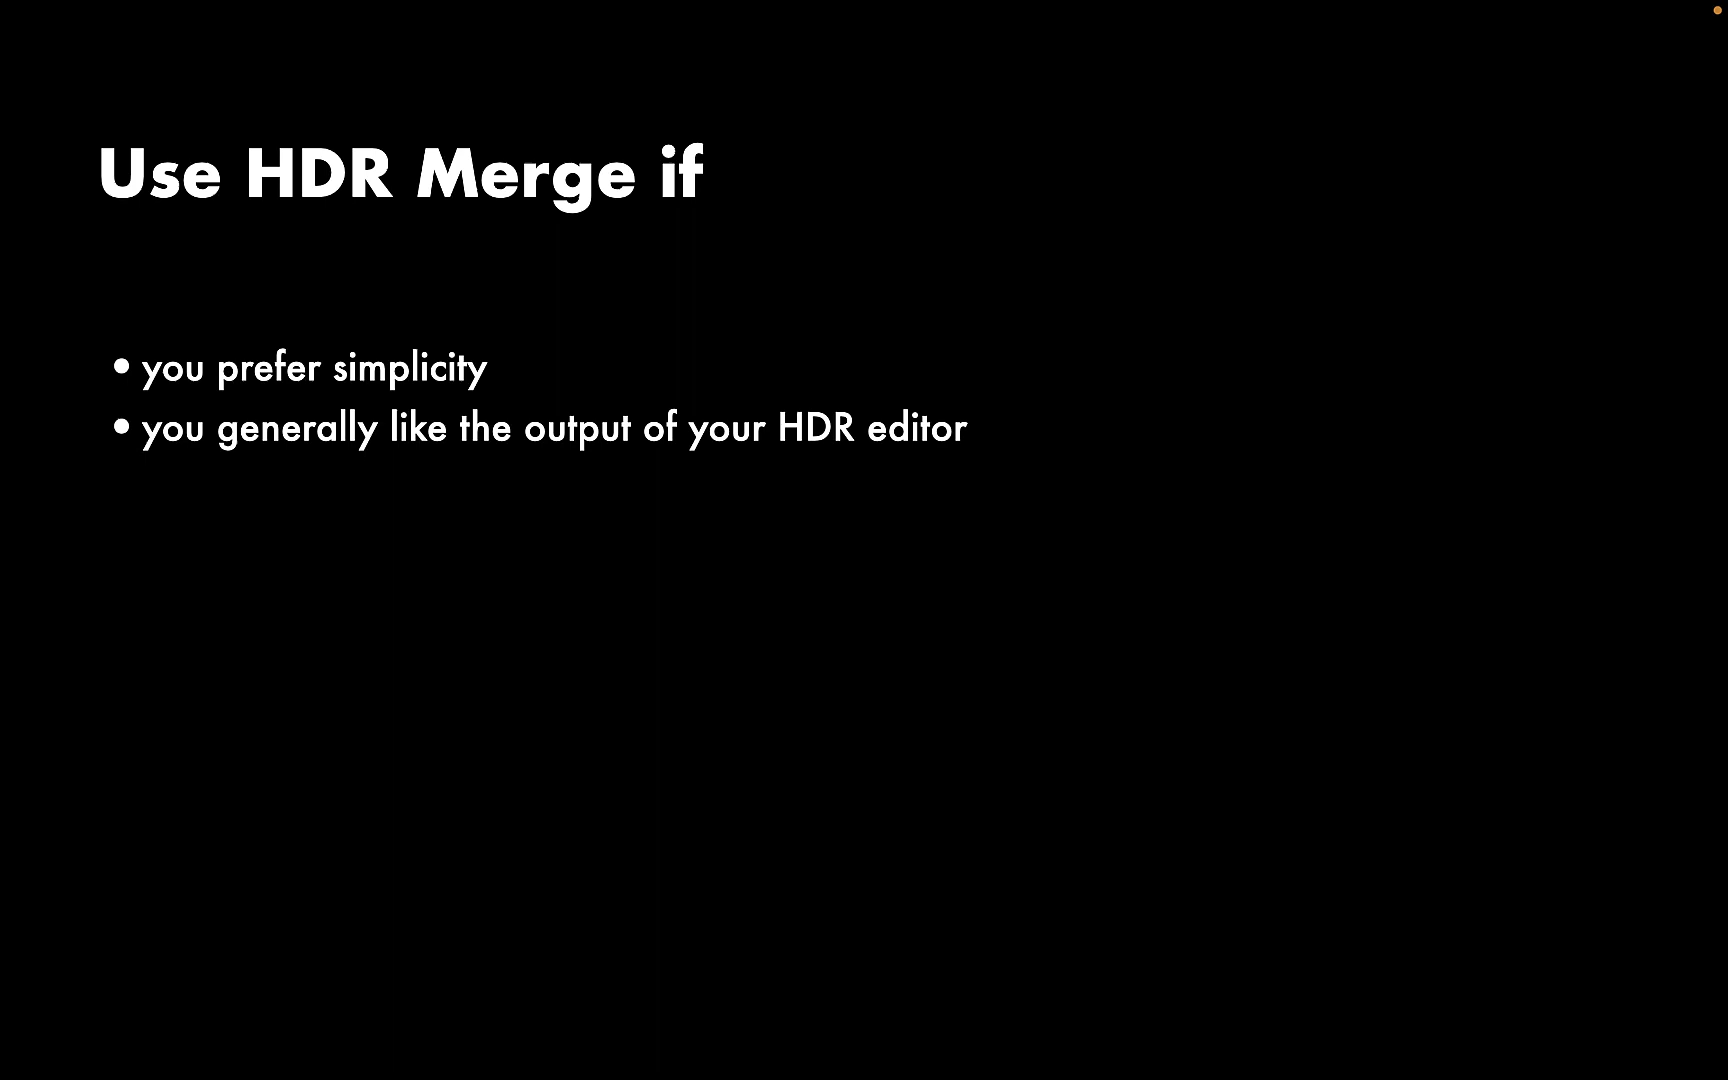 Use HDR Merge if
• you prefer simplicity
• you generally like the output of your HDR editor